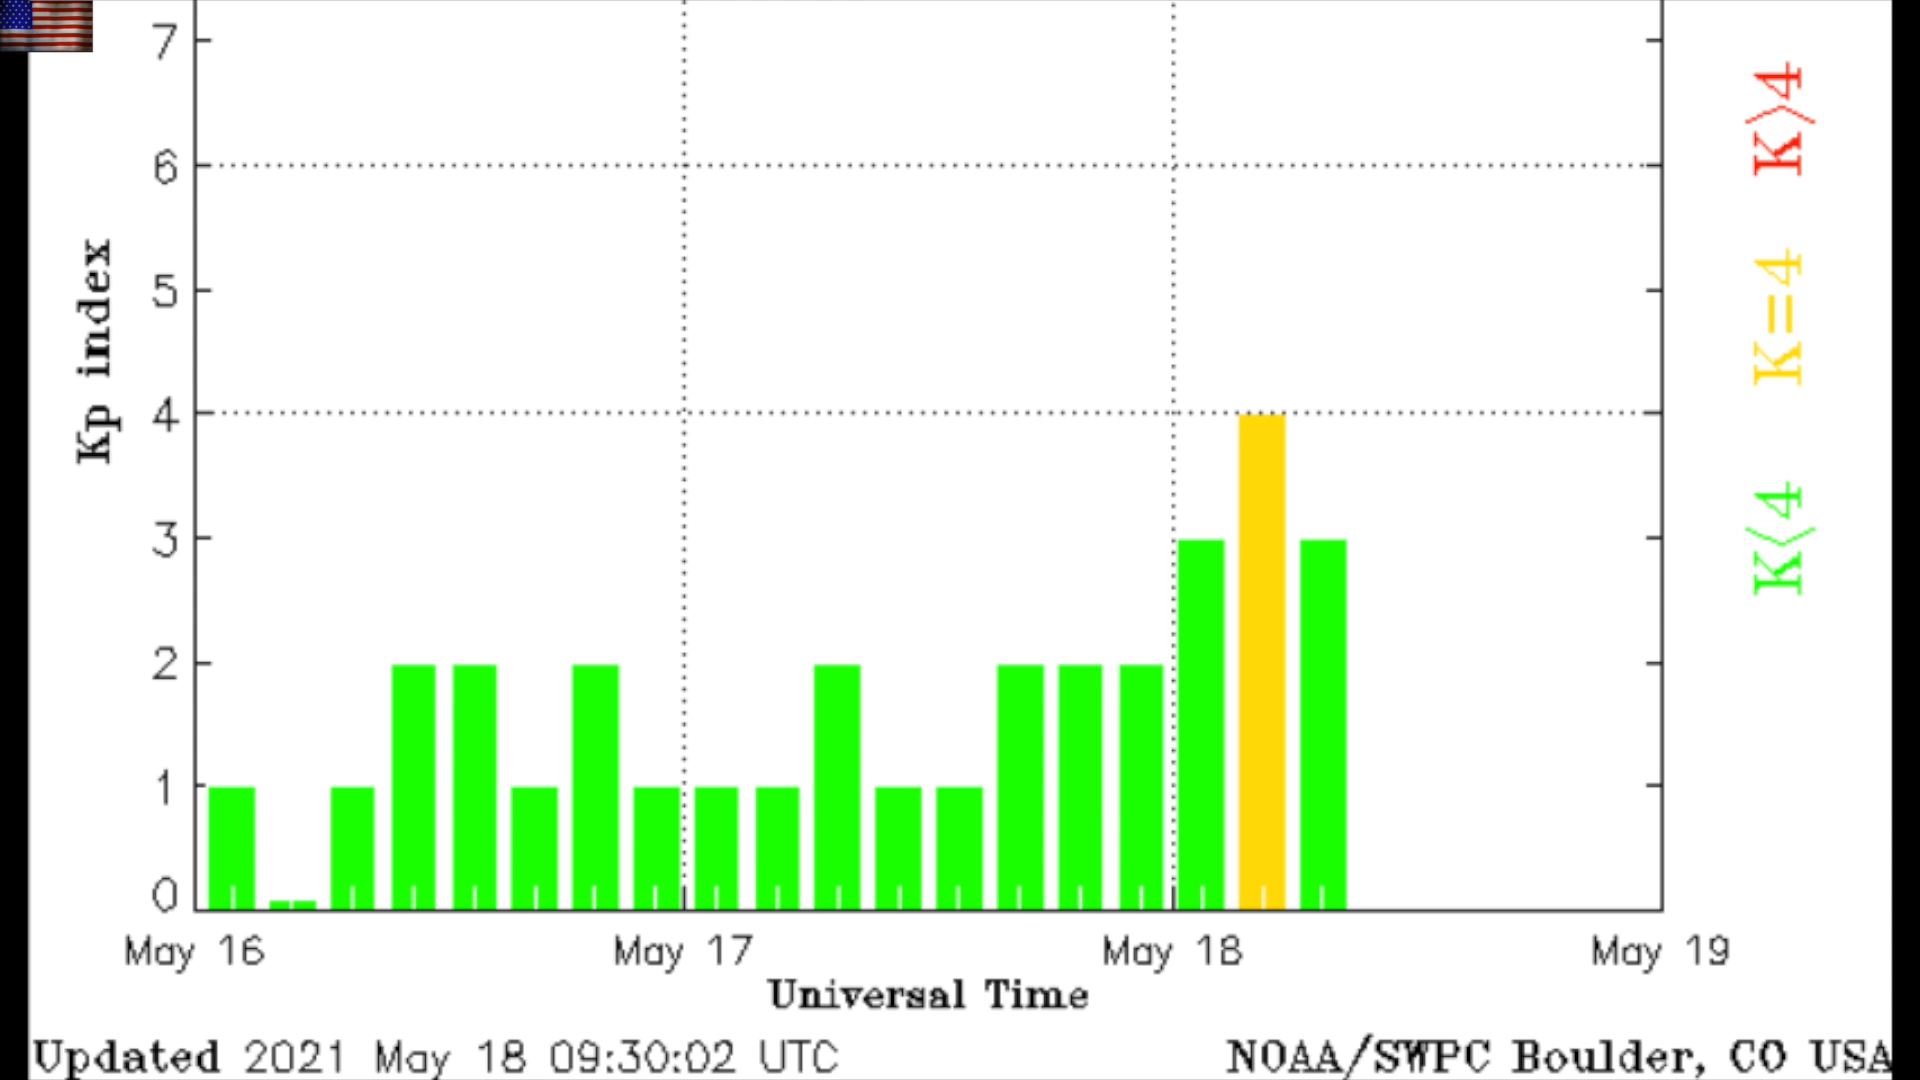 7
6
5
4
3
2
1
0
Kp index
K>4
K=4
K<4
May 16
May 17
May 18
May 19
Universal Time
Updated 2021 May 18 09:30:02 UTC
NOAA/SWPC Boulder, CO USA